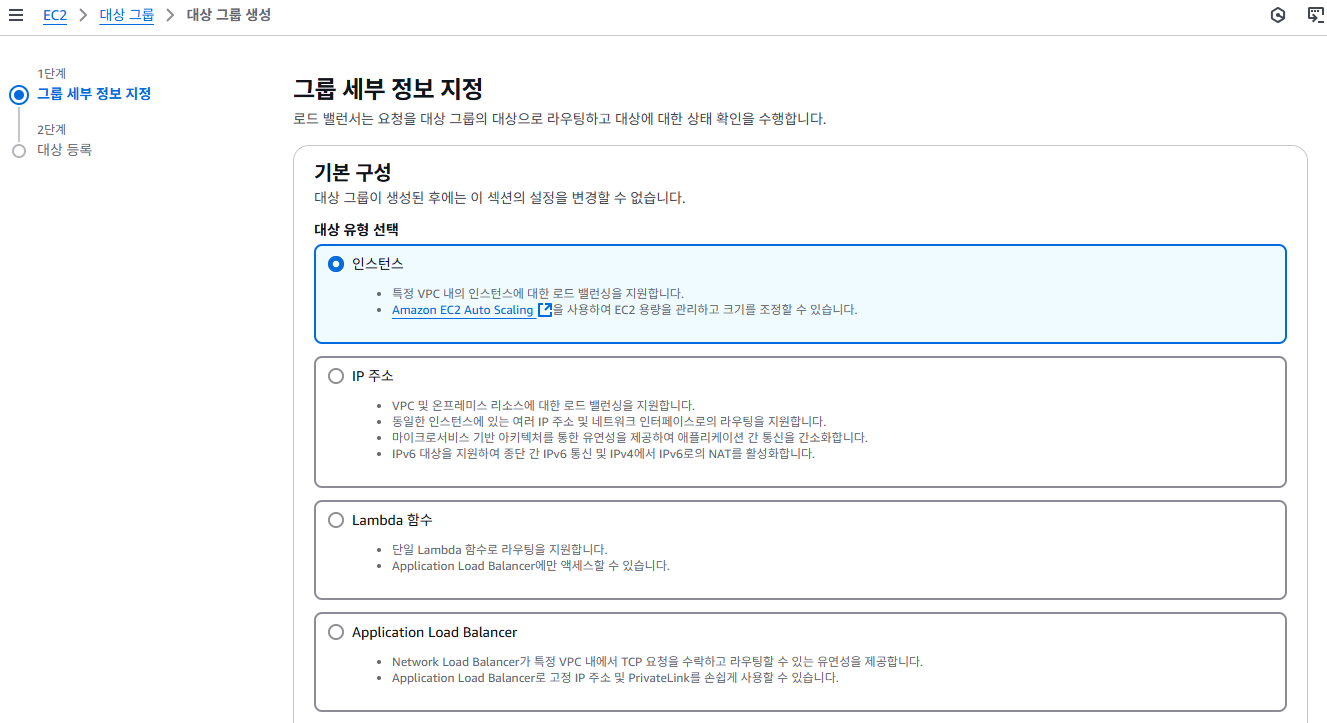 EC2 > 대상 그룹 > 대상 그룹 생성
1단계
그룹 세부 정보 지정
2단계
대상 등록
그룹 세부 정보 지정
로드 밸런서는 요청을 대상 그룹의 대상으로 라우팅하고 대상에 대한 상태 확인을 수행합니다.
기본 구성
대상 그룹이 생성된 후에는 이 섹션의 설정을 변경할 수 없습니다.
대상 유형 선택
인스턴스
• 특정 VPC 내의 인스턴스에 대한 로드 밸런싱을 지원합니다.
• Amazon EC2 Auto Scaling 을 사용하여 EC2 용량을 관리하고 크기를 조정할 수 있습니다.
IP 주소
• VPC 및 온프레미스 리소스에 대한 로드 밸런싱을 지원합니다.
• 동일한 인스턴스에 있는 여러 IP 주소 및 네트워크 인터페이스로의 라우팅을 지원합니다.
• 마이크로서비스 기반 아키텍처를 통한 유연성을 제공하여 애플리케이션 간 통신을 간소화합니다.
• IPv6 대상을 지원하여 종단 간 IPv6 통신 및 IPv4에서 IPv6로의 NAT를 활성화합니다.
Lambda 함수
• 단일 Lambda 함수로 라우팅을 지원합니다.
• Application Load Balancer에만 액세스할 수 있습니다.
Application Load Balancer
• Network Load Balancer가 특정 VPC 내에서 TCP 요청을 수락하고 라우팅할 수 있는 유연성을 제공합니다.
• Application Load Balancer로 고정 IP 주소 및 PrivateLink를 손쉽게 사용할 수 있습니다.